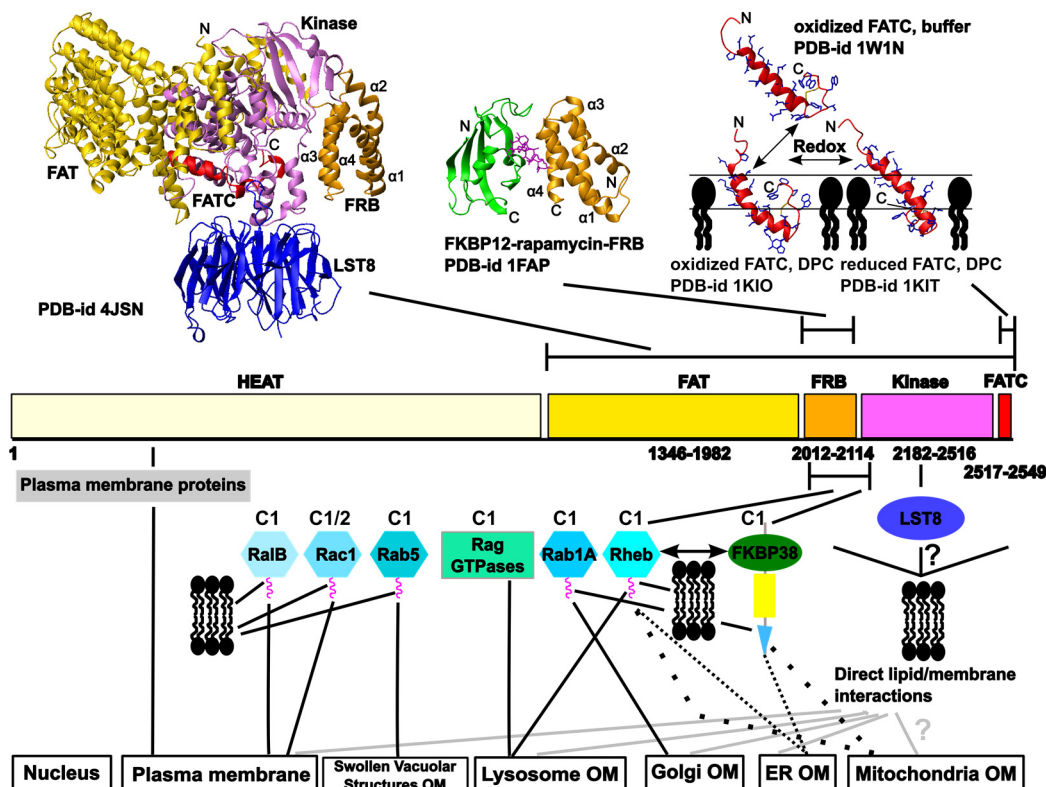 Kinase
N
α2
FAT
C
α3
α4
FATC
α1
FRB
LST8
PDB-id 4JSN
α3
N
α2
N
α4
C
C
α1
FKBP12-rapamycin-FRB
PDB-id 1FAP
oxidized FATC, buffer
PDB-id 1W1N
C
N
N
N
Redox
C
C
oxidized FATC, DPC
PDB-id 1KIO
reduced FATC, DPC
PDB-id 1KIT
HEAT
FAT
FRB
Kinase
FATC
1
1346-1982
2012-2114
2182-2516
2517-2549
Plasma membrane proteins
C1
C1/2
C1
C1
C1
C1
C1
RalB
Rac1
Rab5
Rag
GTPases
Rab1A
Rheb
FKBP38
LST8
?
Direct lipid/membrane
interactions
?
Nucleus
Plasma membrane
Swollen Vacuolar
Structures OM
Lysosome OM
Golgi OM
ER OM
Mitochondria OM